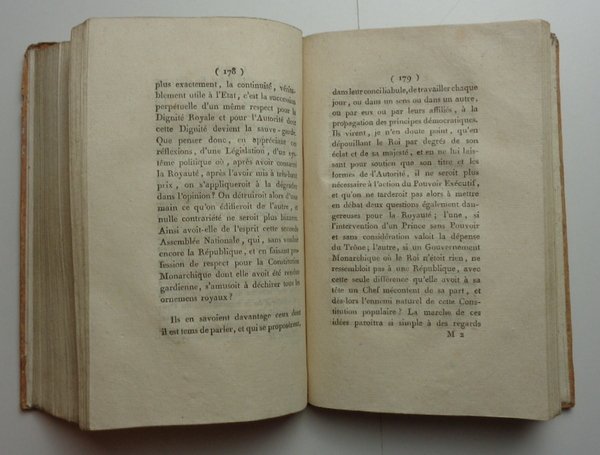 ( 178 )
plus exactement, la continuité, vérita-
blement utile à l'Etat, c'est la succession
perpétuelle d'un même respect pour la
Dignité Royale et pour l'Autorité dont
cette Dignité devient la sauve-garde.
Que penser donc, en appréciant ces
réflexions, d'une Législation, d'un sys-
tême politique où, après avoir conservé
la Royauté, après l'avoir mis à très-haut
prix, on s'appliqueroit à la dégrader
dans l'opinion? On détruiroit alors d'une
main ce qu'on édifieroit de l'autre, et
nulle contrariété ne seroit plus bizarre.
Ainsi avoit-elle de l'esprit cette seconde
Assemblée Nationale, qui, sans vouloir
encore la République, et en faisant pro-
fession de respect pour la Constitution
Monarchique dont elle avoit été rendue
gardienne, s'amusoit à déchirer tous les
ornemens royaux?
Ils en savoient davantage ceux dont
il est tems de parler, et qui se proposoient,
( 179 )
dans leur conciliabule, de travailler chaque
jour, ou dans un sens ou dans un autre,
ou par eux ou par leurs affiliés, à la
propagation des principes démocratiques.
Ils virent, je n'en doute point, qu'en
dépouillant le Roi par degrés de son
éclat et de sa majesté, et en ne lui lais-
sant pour soutien que son titre et les
formes de l'Autorité, il ne seroit plus
nécessaire à l'action du Pouvoir Exécutif,
et qu'on ne tarderoit pas alors à mettre
en débat deux questions également dan-
gereuses pour la Royauté; l'une, si
l'intervention d'un Prince sans Pouvoir
et sans considération valoit la dépense
du Trône; l'autre, si un Gouvernement
Monarchique où le Roi n'étoit rien, ne
ressembloit pas à une République, avec
cette seule différence qu'elle avoit à sa
tête un Chef mécontent de sa part, et
dès-lors l'ennemi naturel de cette Cons-
titution populaire? La marche de ces
idées paroîtra si simple à des regards
M 2